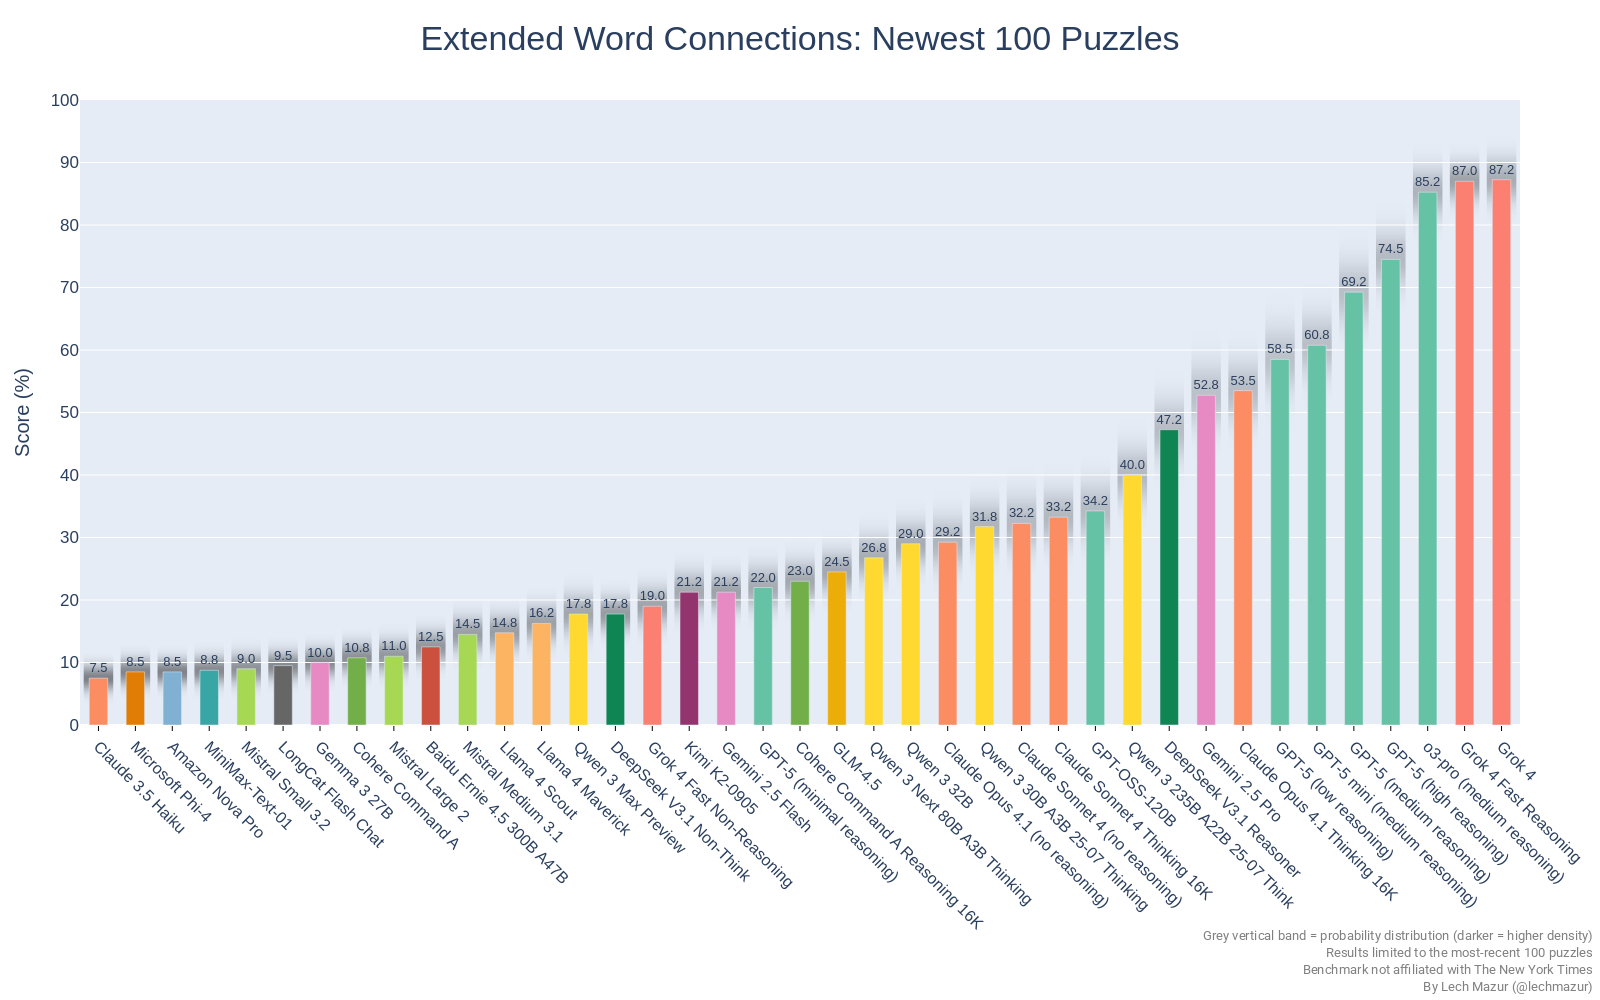 Extended Word Connections: Newest 100 Puzzles
Score (%)
100
90
80
70
60
50
40
30
20
10
0
7.5
8.5
8.5
8.8
9.0
9.5
10.0
10.8
11.0
12.5
14.5
14.8
16.2
17.8
17.8
19.0
21.2
21.2
22.0
23.0
24.5
26.8
29.0
29.2
31.8
32.2
33.2
34.2
40.0
47.2
52.8
53.5
58.5
60.8
69.2
74.5
85.2
87.0
87.2
Claude 3.5 Haiku
Microsoft Phi-4
Amazon Nova Pro
MiniMax-Text-01
Mistral Small 3.2
LongCat Flash Chat
Gemma 3 27B
Cohere Command A
Mistral Large 2
Baidu Ernie 4.5 300B A47B
Mistral Medium 3.1
Llama 4 Scout
Llama 4 Maverick
Qwen 3 Max Preview
DeepSeek V3.1 Non-Think
Grok 4 Fast Non-Reasoning
Kimi K2-0905
Gemini 2.5 Flash
GPT-5 (minimal reasoning)
Cohere Command A Reasoning 16K
GLM-4.5
Qwen 3 Next 80B A3B Thinking
Qwen 3 32B
Claude Opus 4.1 (no reasoning)
Qwen 3 30B A3B 25-07 Thinking
Claude Sonnet 4 (no reasoning)
Claude Sonnet 4 Thinking 16K
GPT-OSS-120B
Qwen 3 235B A22B 25-07 Think
DeepSeek V3.1 Reasoner
Gemini 2.5 Pro
Claude Opus 4.1 Thinking 16K
GPT-5 (low reasoning)
GPT-5 mini (medium reasoning)
GPT-5 (medium reasoning)
GPT-5 (high reasoning)
o3-pro (medium reasoning)
Grok 4 Fast Reasoning
Grok 4
Grey vertical band = probability distribution (darker = higher density)
Results limited to the most-recent 100 puzzles
Benchmark not affiliated with The New York Times
By Lech Mazur (@lechmazur)